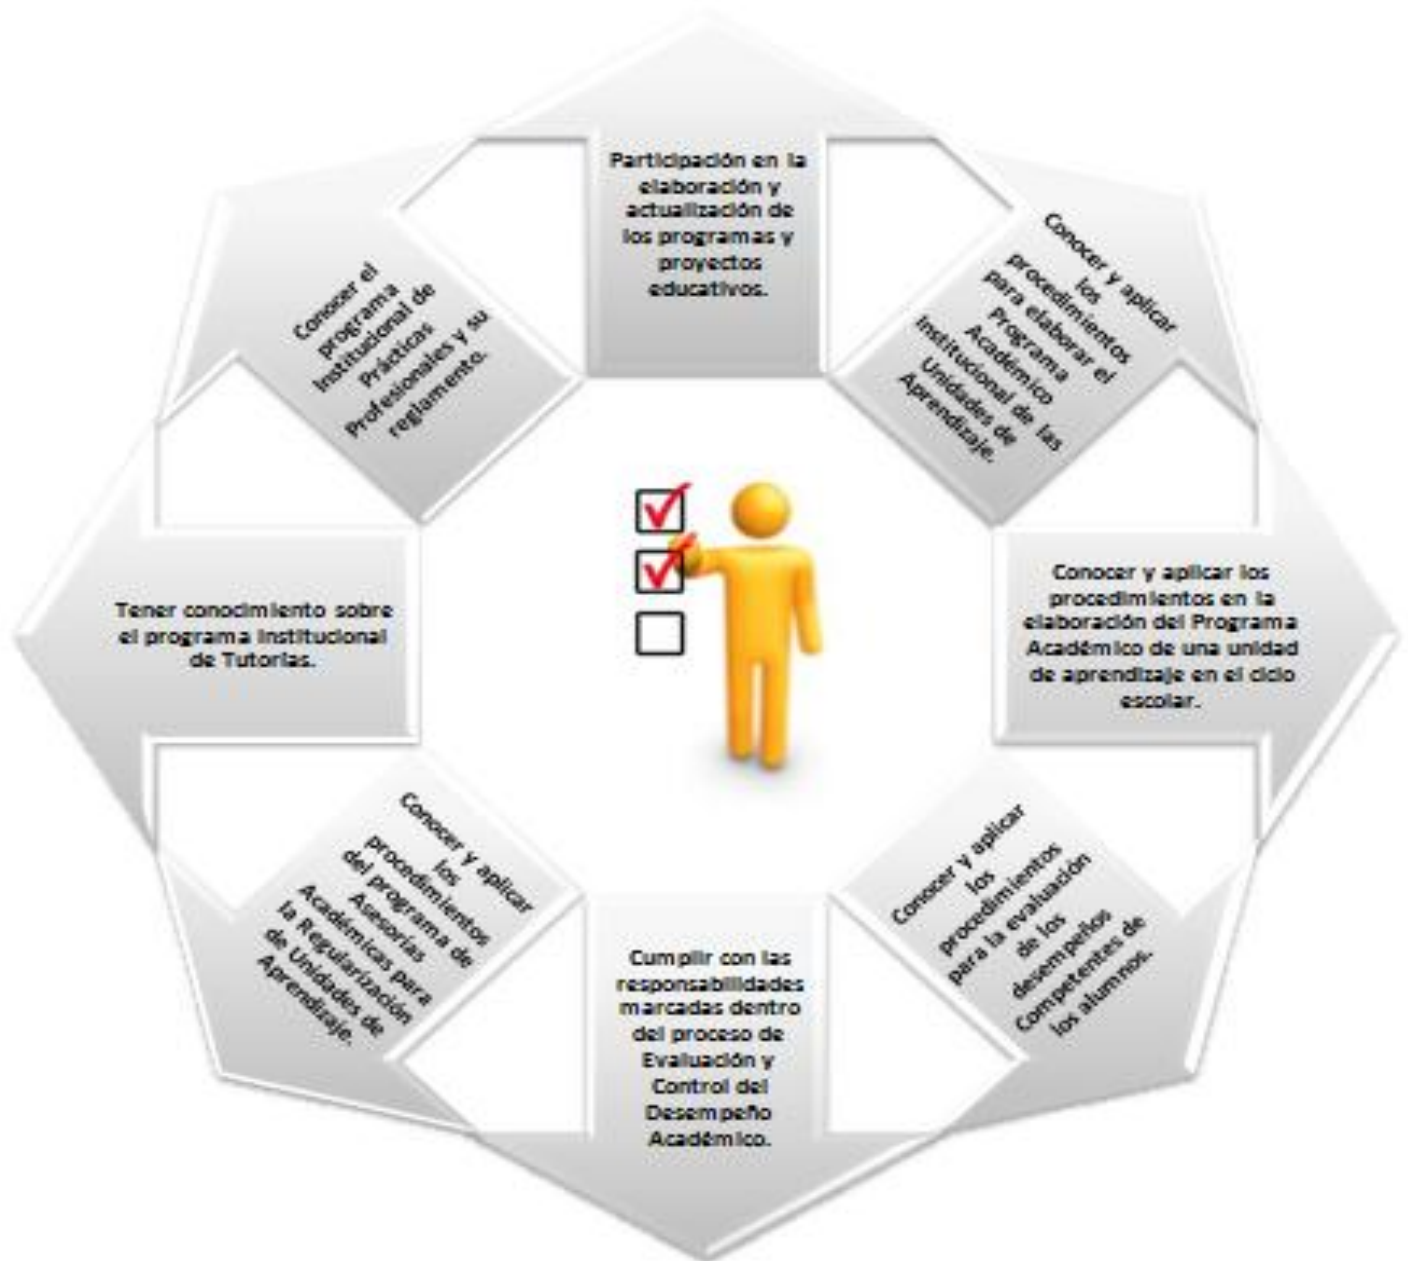 Participación en la
elaboración y
actualización de
los programas y
proyectos
educativos.
Conocer y aplicar
los
procedimientos
para elaborar el
Programa
Académico
Institucional de las
Unidades de
Aprendizaje.
Conocer y aplicar los
procedimientos en la
elaboración del Programa
Académico de una unidad
de aprendizaje en el ciclo
escolar.
Conocer y aplicar
los
procedimientos
para la evaluación
de los
desempeños
Competentes de
los alumnos.
Cumplir con las
responsabilidades
marcadas dentro
del proceso de
Evaluación y
Control del
Desempeño
Académico.
Conocer y aplicar
los
procedimientos
del programa de
Asesorías
Académicas para
la Regularización
de Unidades de
Aprendizaje.
Tener conocimiento sobre
el programa institucional
de Tutorías.
Conocer el
programa
Institucional de
Prácticas
Profesionales y su
reglamento.